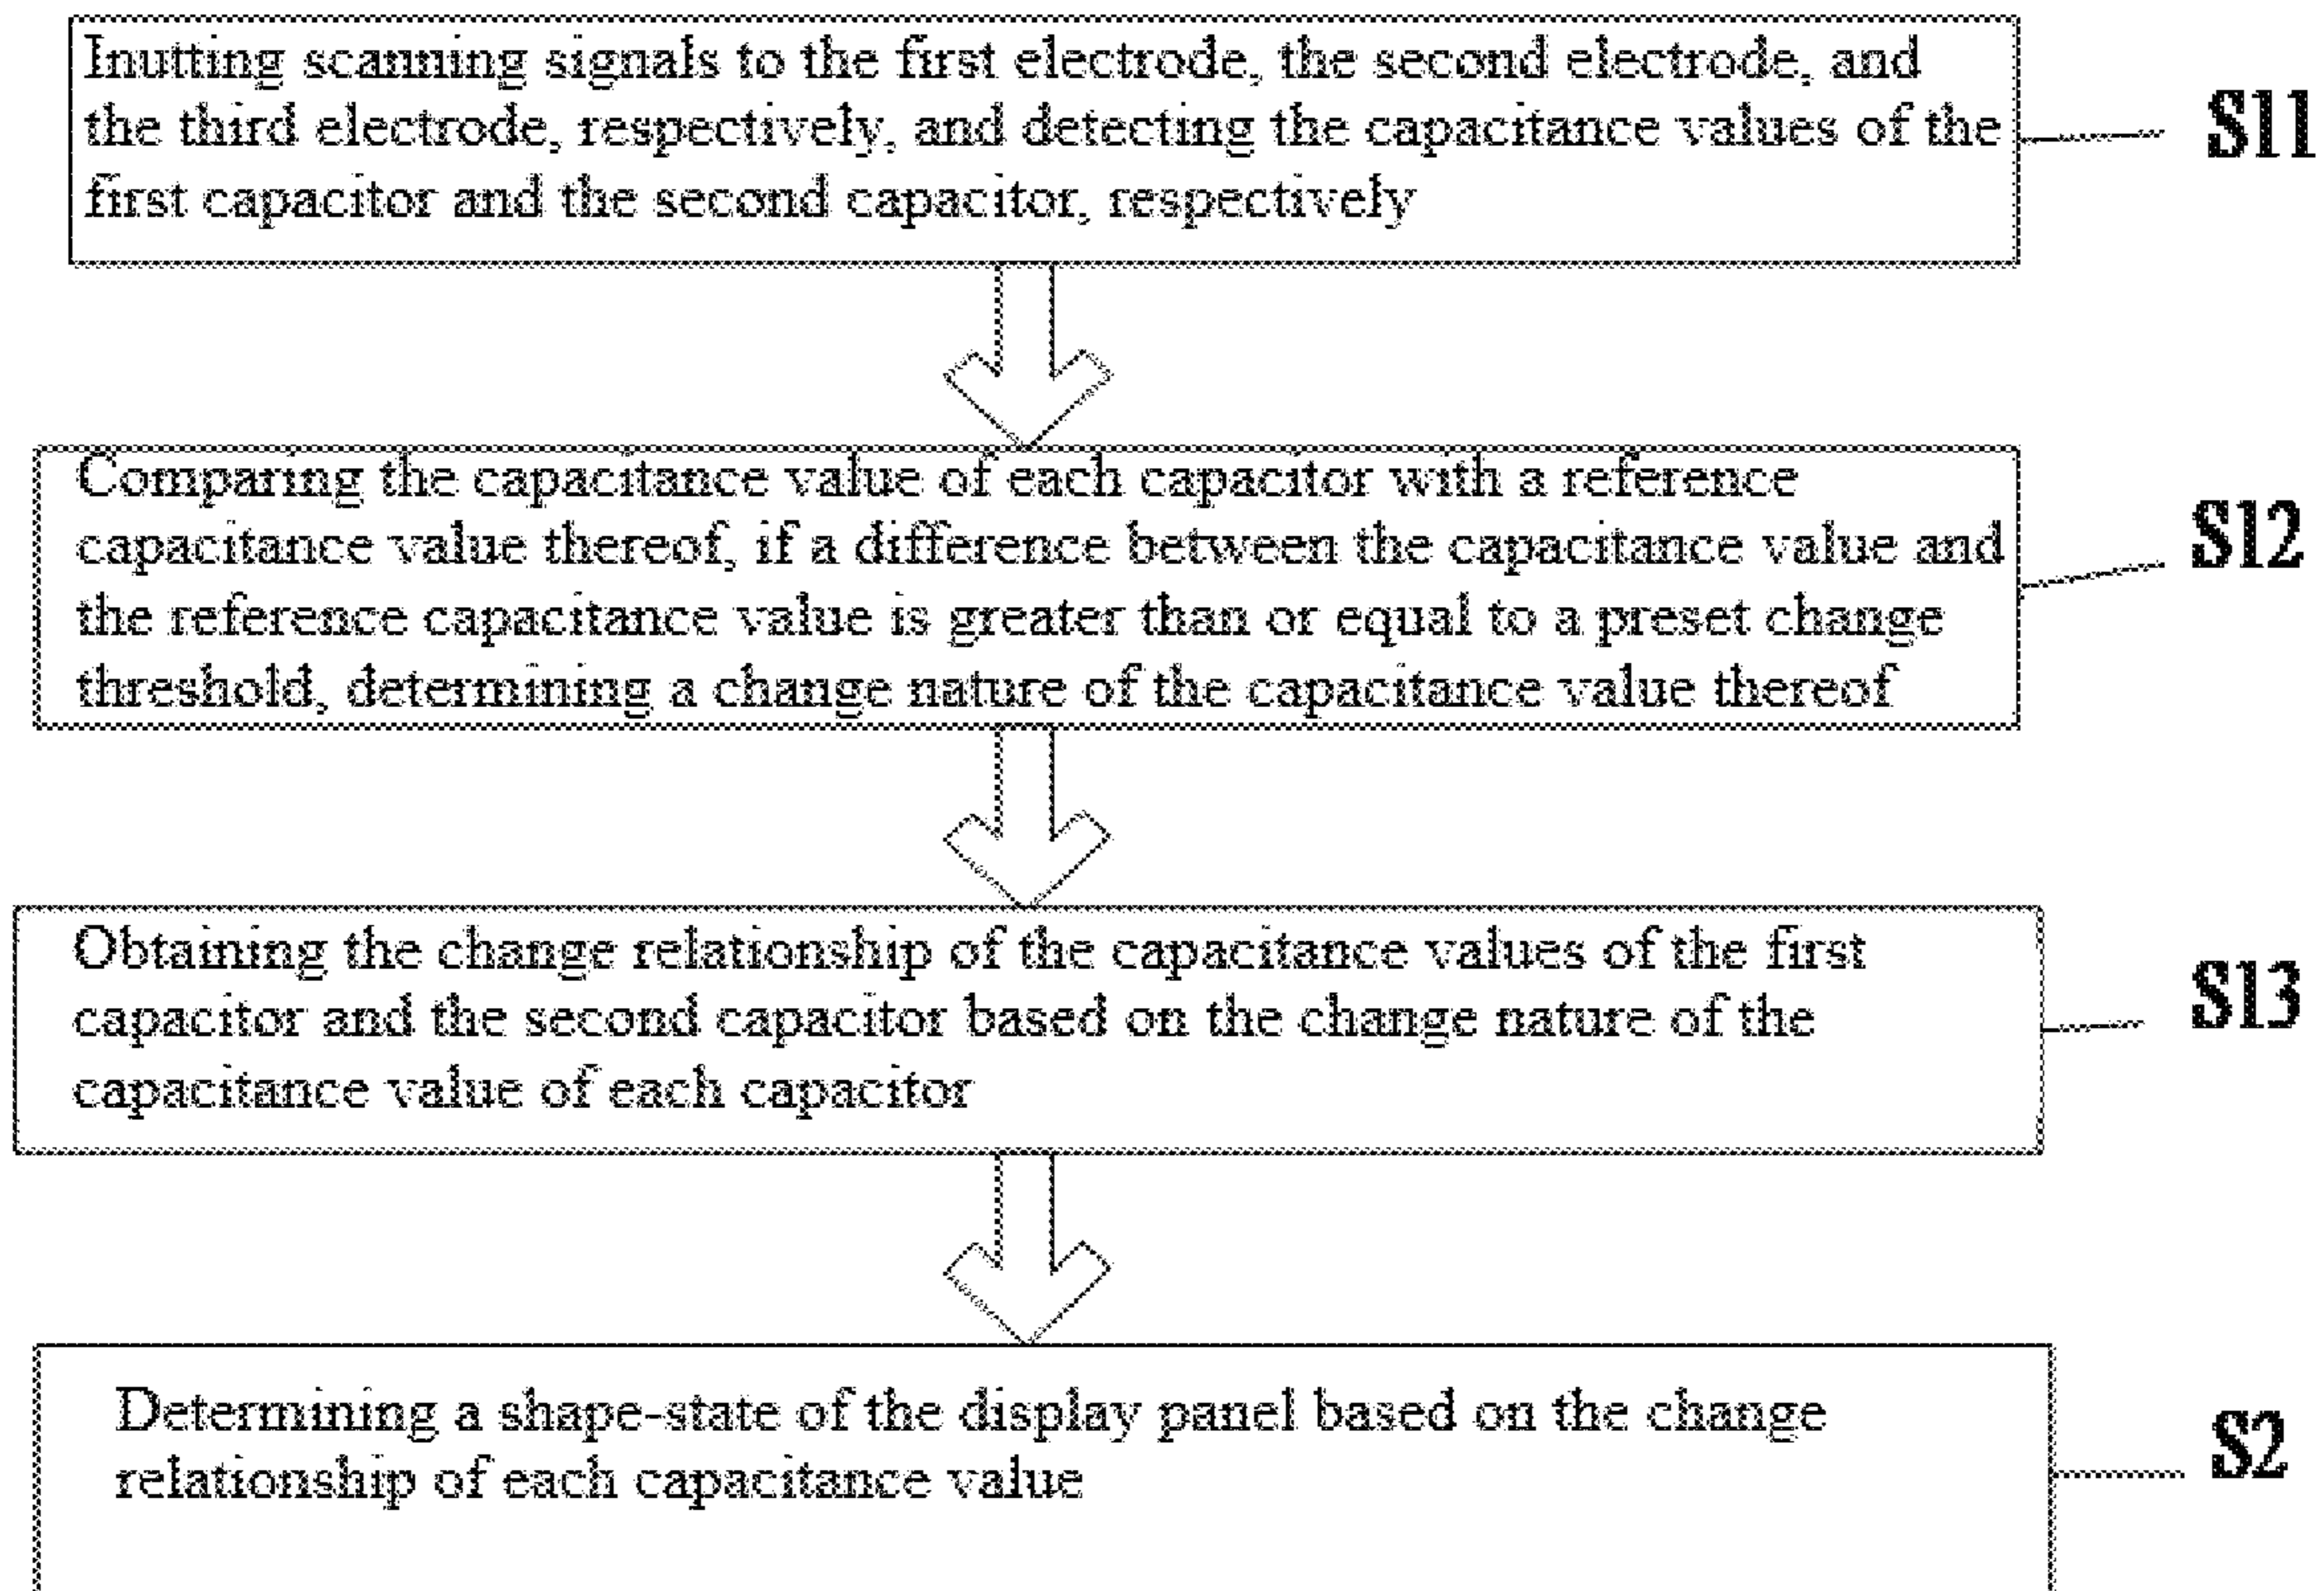 Inutting scanning signals to the first electrode, the second electrode, and
the third electrode, respectively, and detecting the capacitance values of the
first capacitor and the second capacitor, respectively
S11
Comparing the capacitance value of each capacitor with a reference
capacitance value thereof, if a difference between the capacitance value and
the reference capacitance value is greater than or equal to a preset change
threshold, determining a change nature of the capacitance value thereof
S12
Obtaining the change relationship of the capacitance values of the first
capacitor and the second capacitor based on the change nature of the
capacitance value of each capacitor
S13
Determining a shape-state of the display panel based on the change
relationship of each capacitance value
S2